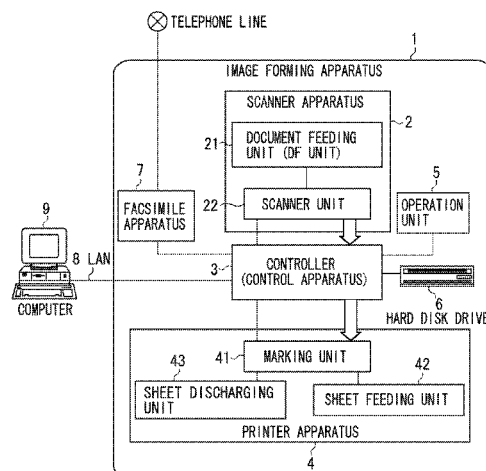 TELEPHONE LINE
1
IMAGE FORMING APPARATUS
SCANNER APPARATUS
2
21
DOCUMENT FEEDING
UNIT (DF UNIT)
7
5
9
FACSIMILE
APPARATUS
22
SCANNER UNIT
OPERATION
UNIT
8 LAN
3
CONTROLLER
(CONTROL APPARATUS)
COMPUTER
6
HARD DISK DRIVE
41
MARKING UNIT
43
42
SHEET DISCHARGING
UNIT
SHEET FEEDING UNIT
PRINTER APPARATUS
4